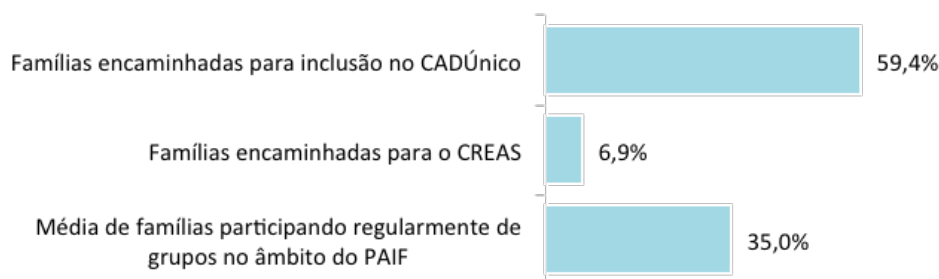 Famílias encaminhadas para inclusão no CADÚnico
59,4%
Famílias encaminhadas para o CREAS
6,9%
Média de famílias participando regularmente de
grupos no âmbito do PAIF
35,0%